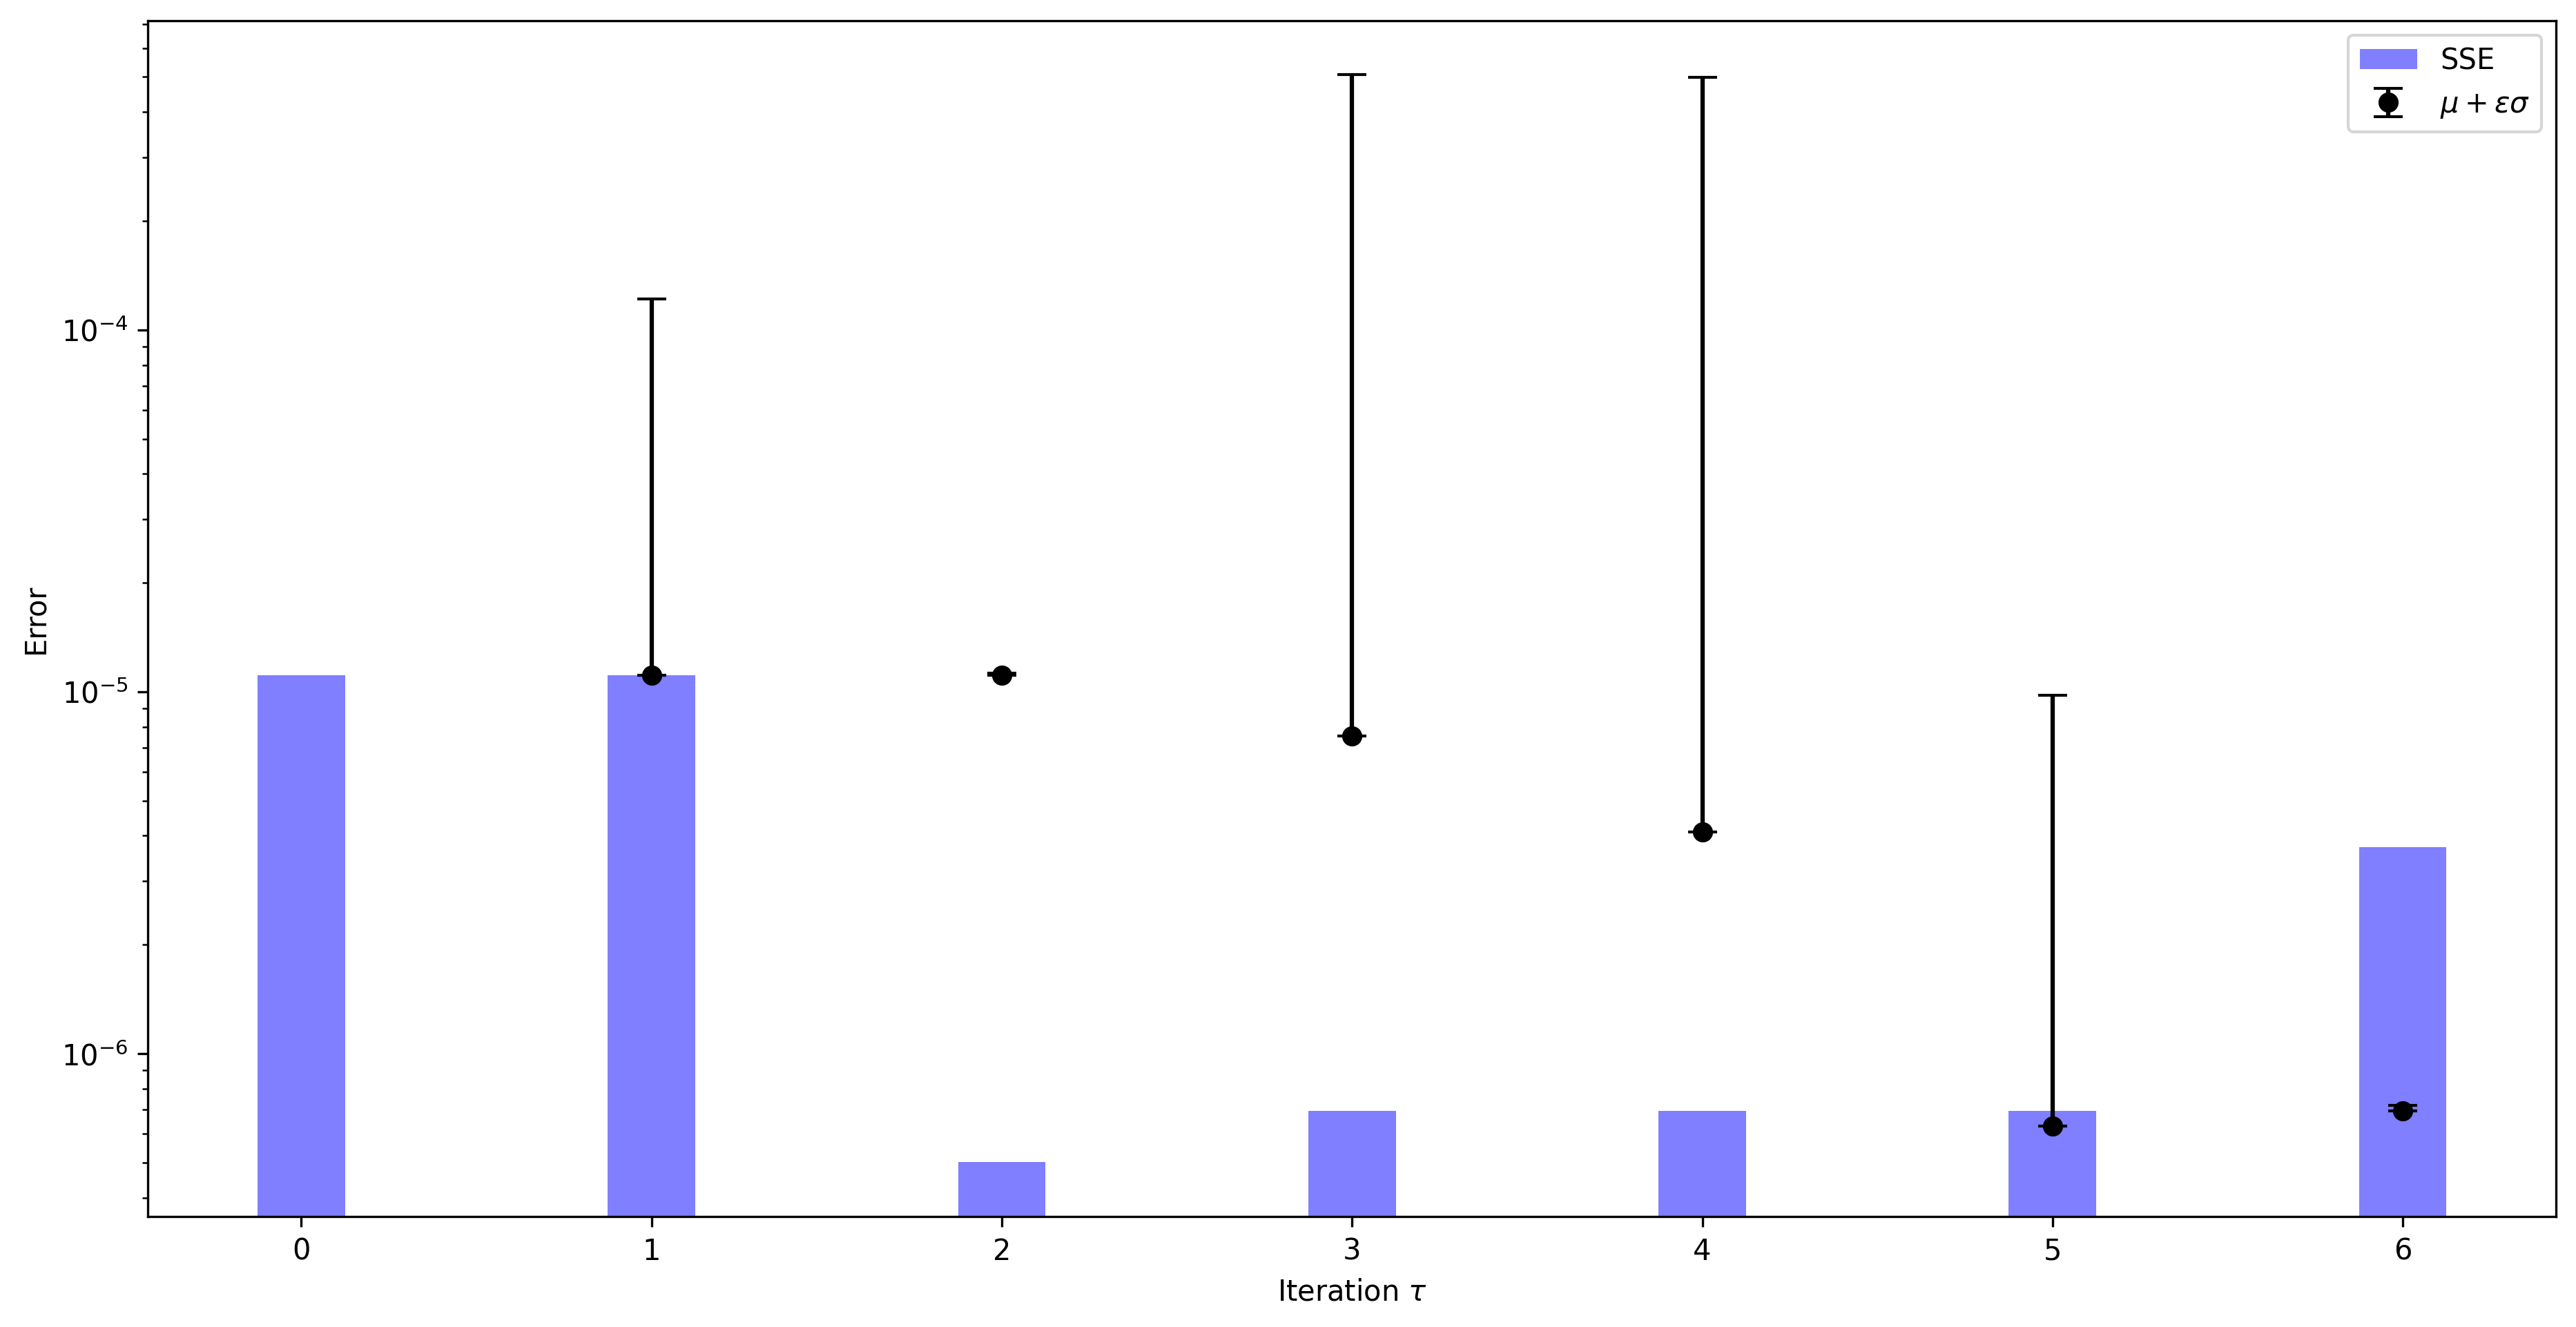 SSE
μ + εσ
10⁻⁴
10⁻⁵
10⁻⁶
Error
0 1 2 3 4 5 6
Iteration τ